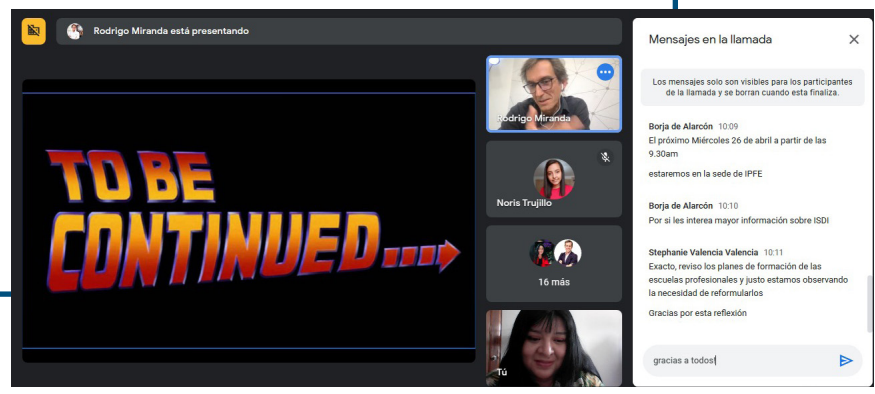 Rodrigo Miranda está presentando
TO BE
CONTINUED....
Rodrigo Miranda
Noris Trujillo
16 más
Tú
Mensajes en la llamada
Los mensajes solo son visibles para los participantes
de la llamada y se borran cuando esta finaliza.
Borja de Alarcón 10:09
El próximo Miércoles 26 de abril a partir de las
9.30am
estaremos en la sede de IPFE
Borja de Alarcón 10:10
Por si les interea mayor información sobre ISDI
Stephanie Valencia Valencia 10:11
Exacto, reviso los planes de formación de las
escuelas profesionales y justo estamos observando
la necesidad de reformularlos
Gracias por esta reflexión
gracias a todos!